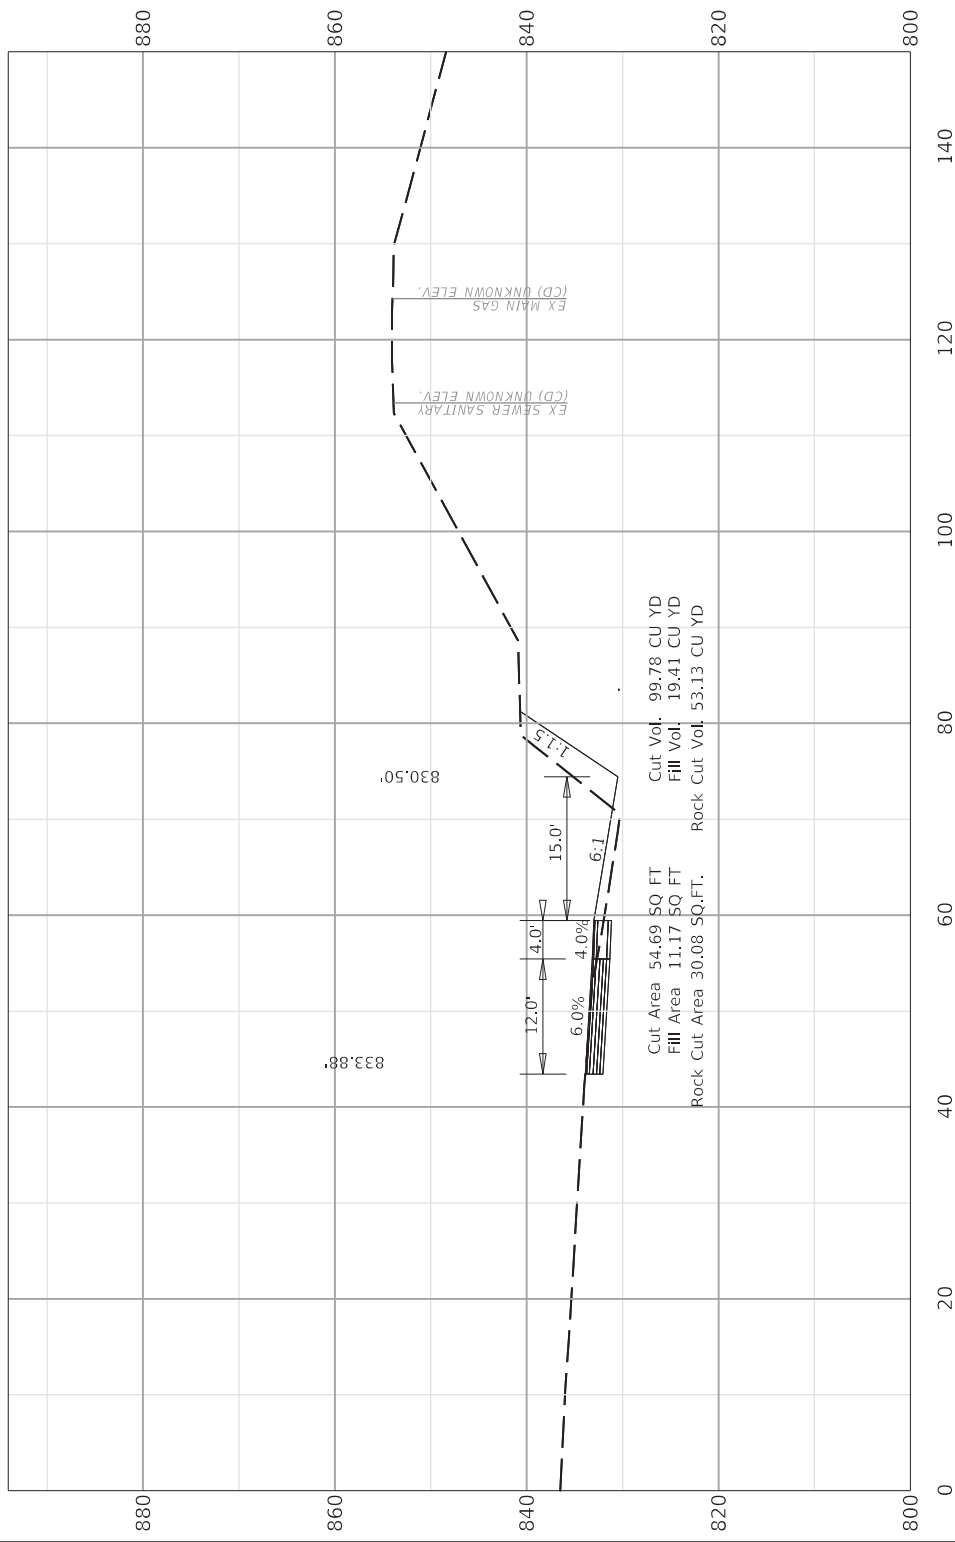 880
860
840
820
800
EX SEWER SANITARY
(CD) UNKNOWN ELEV.
EX MAIN GAS
(CD) UNKNOWN ELEV.
833.88'
830.50'
12.0'
4.0'
15.0'
6.0%
4.0%
6:1
1:1.5
Cut Area 54.69 SQ FT
Fill Area 11.17 SQ FT
Rock Cut Area 30.08 SQ.FT.
Cut Vol. 99.78 CU YD
Fill Vol. 19.41 CU YD
Rock Cut Vol. 53.13 CU YD
880
860
840
820
800
0
20
40
60
80
100
120
140